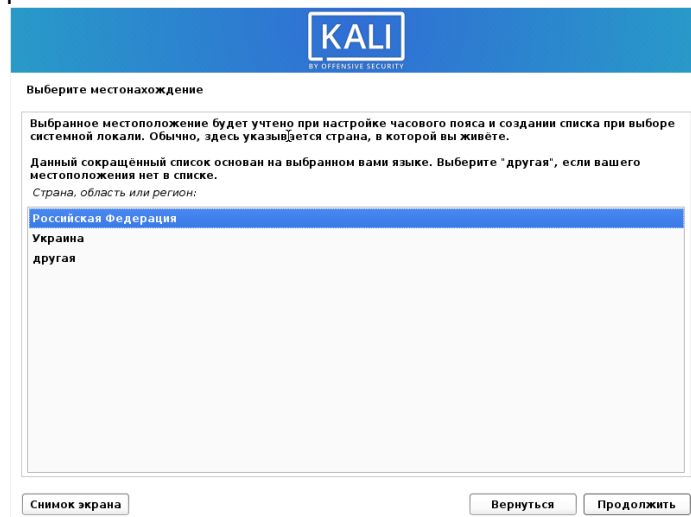 KALI
BY OFFENSIVE SECURITY
Выберите местонахождение
Выбранное местоположение будет учтено при настройке часового пояса и создании списка при выборе
системной локали. Обычно, здесь указывается страна, в которой вы живёте.
Данный сокращённый список основан на выбранном вами языке. Выберите "другая", если вашего
местоположения нет в списке.
Страна, область или регион:
Российская Федерация
Украина
другая
Снимок экрана
Вернуться
Продолжить